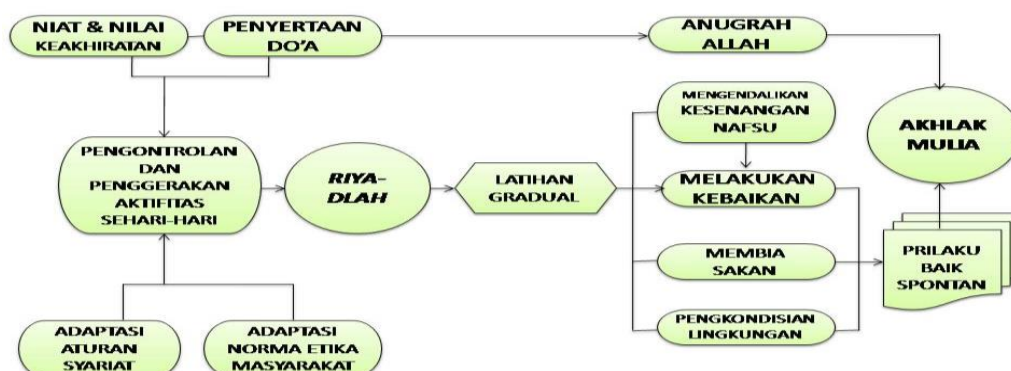 NIAT & NILAI
KEAKHIRATAN
PENYERTAAN
DO'A
ANUGRAH
ALLAH
MENGENDALIKAN
KESENANGAN
NAFSU
AKHLAK
MULIA
PENGONTROLAN
DAN
PENGGERAKAN
AKTIFITAS
SEHARI-HARI
RIYA-
DLAH
LATIHAN
GRADUAL
MELAKUKAN
KEBAIKAN
MEMBIA
SAKAN
PRILAKU
BAIK
SPONTAN
PENGKONDISIAN
LINGKUNGAN
ADAPTASI
ATURAN
SYARIAT
ADAPTASI
NORMA ETIKA
MASYARAKAT